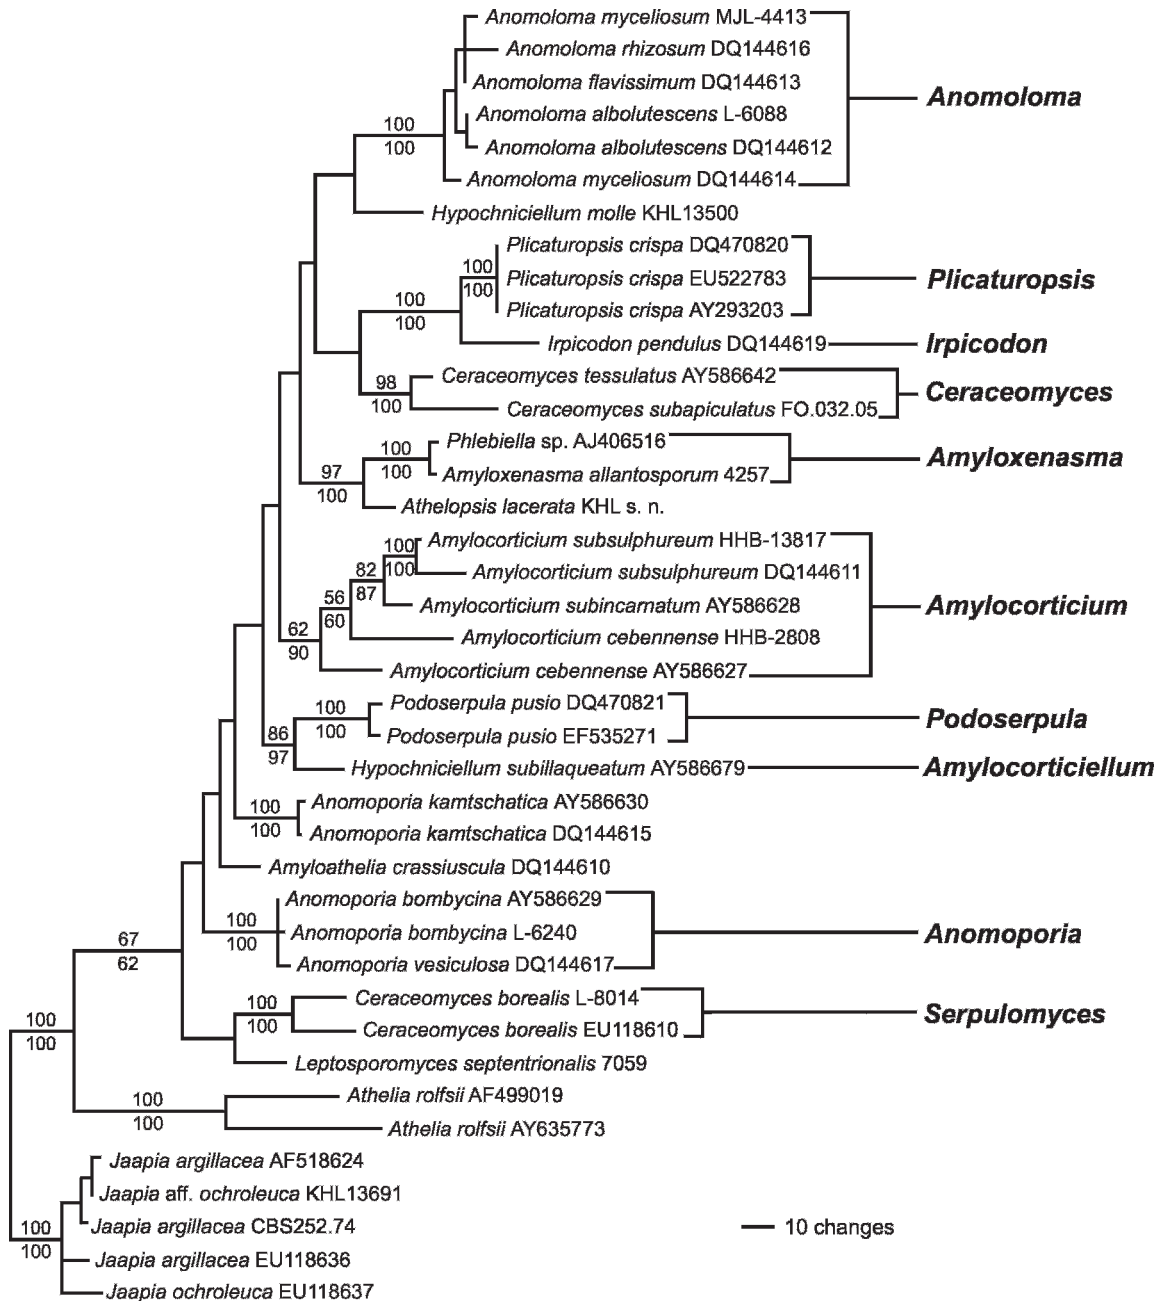 Anomoloma myceliosum MJL-4413
Anomoloma rhizosum DQ144616
Anomoloma flavissimum DQ144613
Anomoloma
Anomoloma albolutescens L-6088
100
100
Anomoloma albolutescens DQ144612
Anomoloma myceliosum DQ144614
Hypochniciellum molle KHL13500
Plicaturopsis crispa DQ470820
100
100
Plicaturopsis crispa EU522783
Plicaturopsis
100
100
Plicaturopsis crispa AY293203
Irpicodon pendulus DQ144619
Irpicodon
Ceraceomyces tessulatus AY586642
98
100
Ceraceomyces
Ceraceomyces subapiculatus FO.032.05
Phlebiella sp. AJ406516
100
100
Amyloxenasma
97
100
Amyloxenasma allantosporum 4257
Athelopsis lacerata KHL s. n.
Amylocorticium subsulphureum HHB-13817
100
100
Amylocorticium subsulphureum DQ144611
82
87
Amylocorticium subincarnatum AY586628
Amylocorticium
56
60
Amylocorticium cebennense HHB-2808
62
90
Amylocorticium cebennense AY586627
Podoserpula pusio DQ470821
100
100
Podoserpula
Podoserpula pusio EF535271
86
97
Hypochniciellum subillaqueatum AY586679
Amylocorticiellum
Anomoporia kamtschatica AY586630
100
100
Anomoporia kamtschatica DQ144615
Amyloathelia crassiuscula DQ144610
Anomoporia bombycina AY586629
100
100
Anomoporia bombycina L-6240
Anomoporia
Anomoporia vesiculosa DQ144617
67
62
Ceraceomyces borealis L-8014
100
100
Serpulomyces
Ceraceomyces borealis EU118610
100
100
Leptosporomyces septentrionalis 7059
Athelia rolfsii AF499019
100
100
Athelia rolfsii AY635773
Jaapia argillacea AF518624
Jaapia aff. ochroleuca KHL13691
Jaapia argillacea CBS252.74
100
100
10 changes
Jaapia argillacea EU118636
Jaapia ochroleuca EU118637